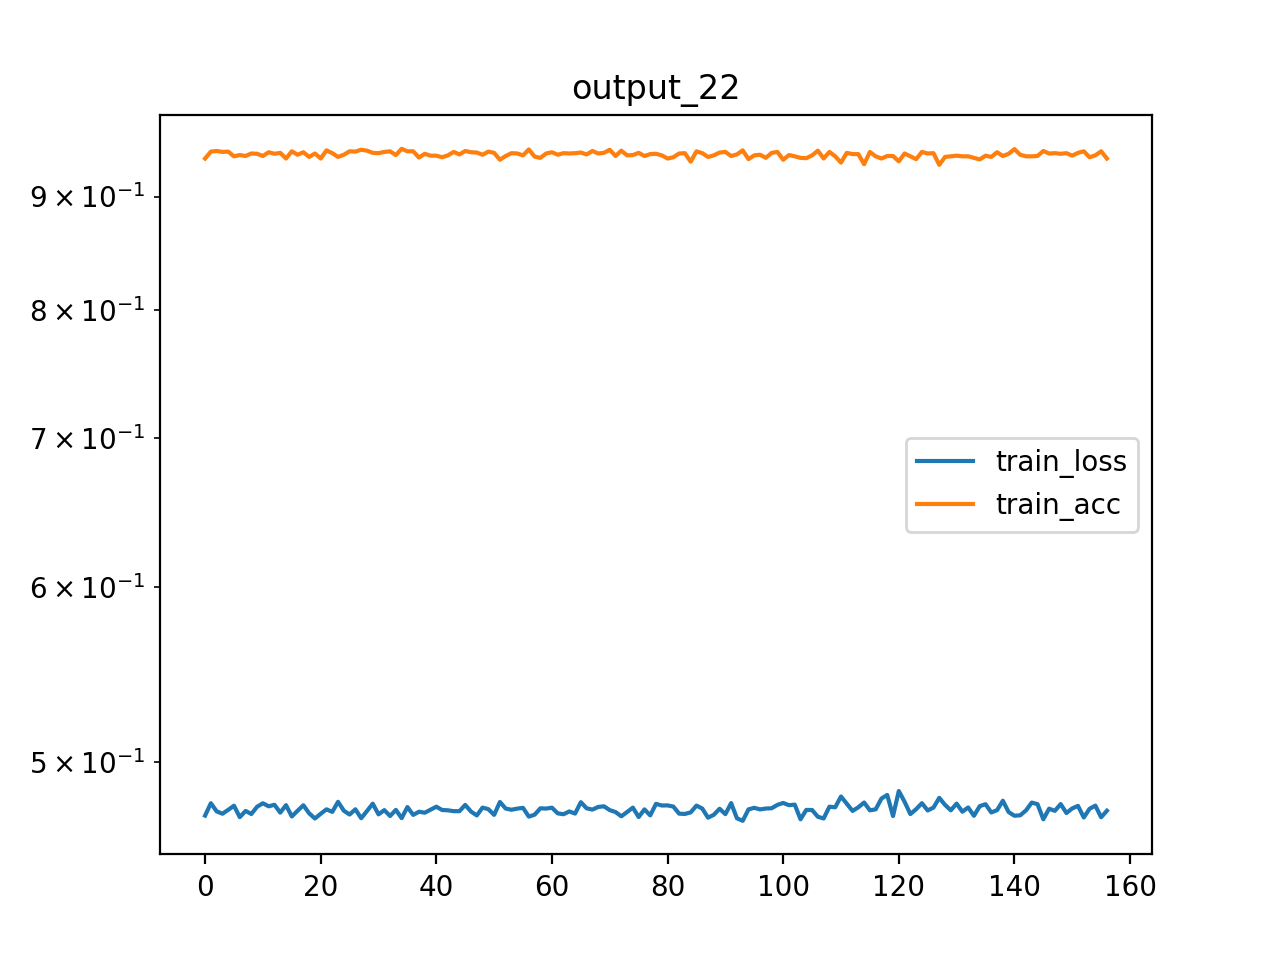 output_22
9 × 10⁻¹
8 × 10⁻¹
7 × 10⁻¹
6 × 10⁻¹
5 × 10⁻¹
train_loss
train_acc
0 20 40 60 80 100 120 140 160